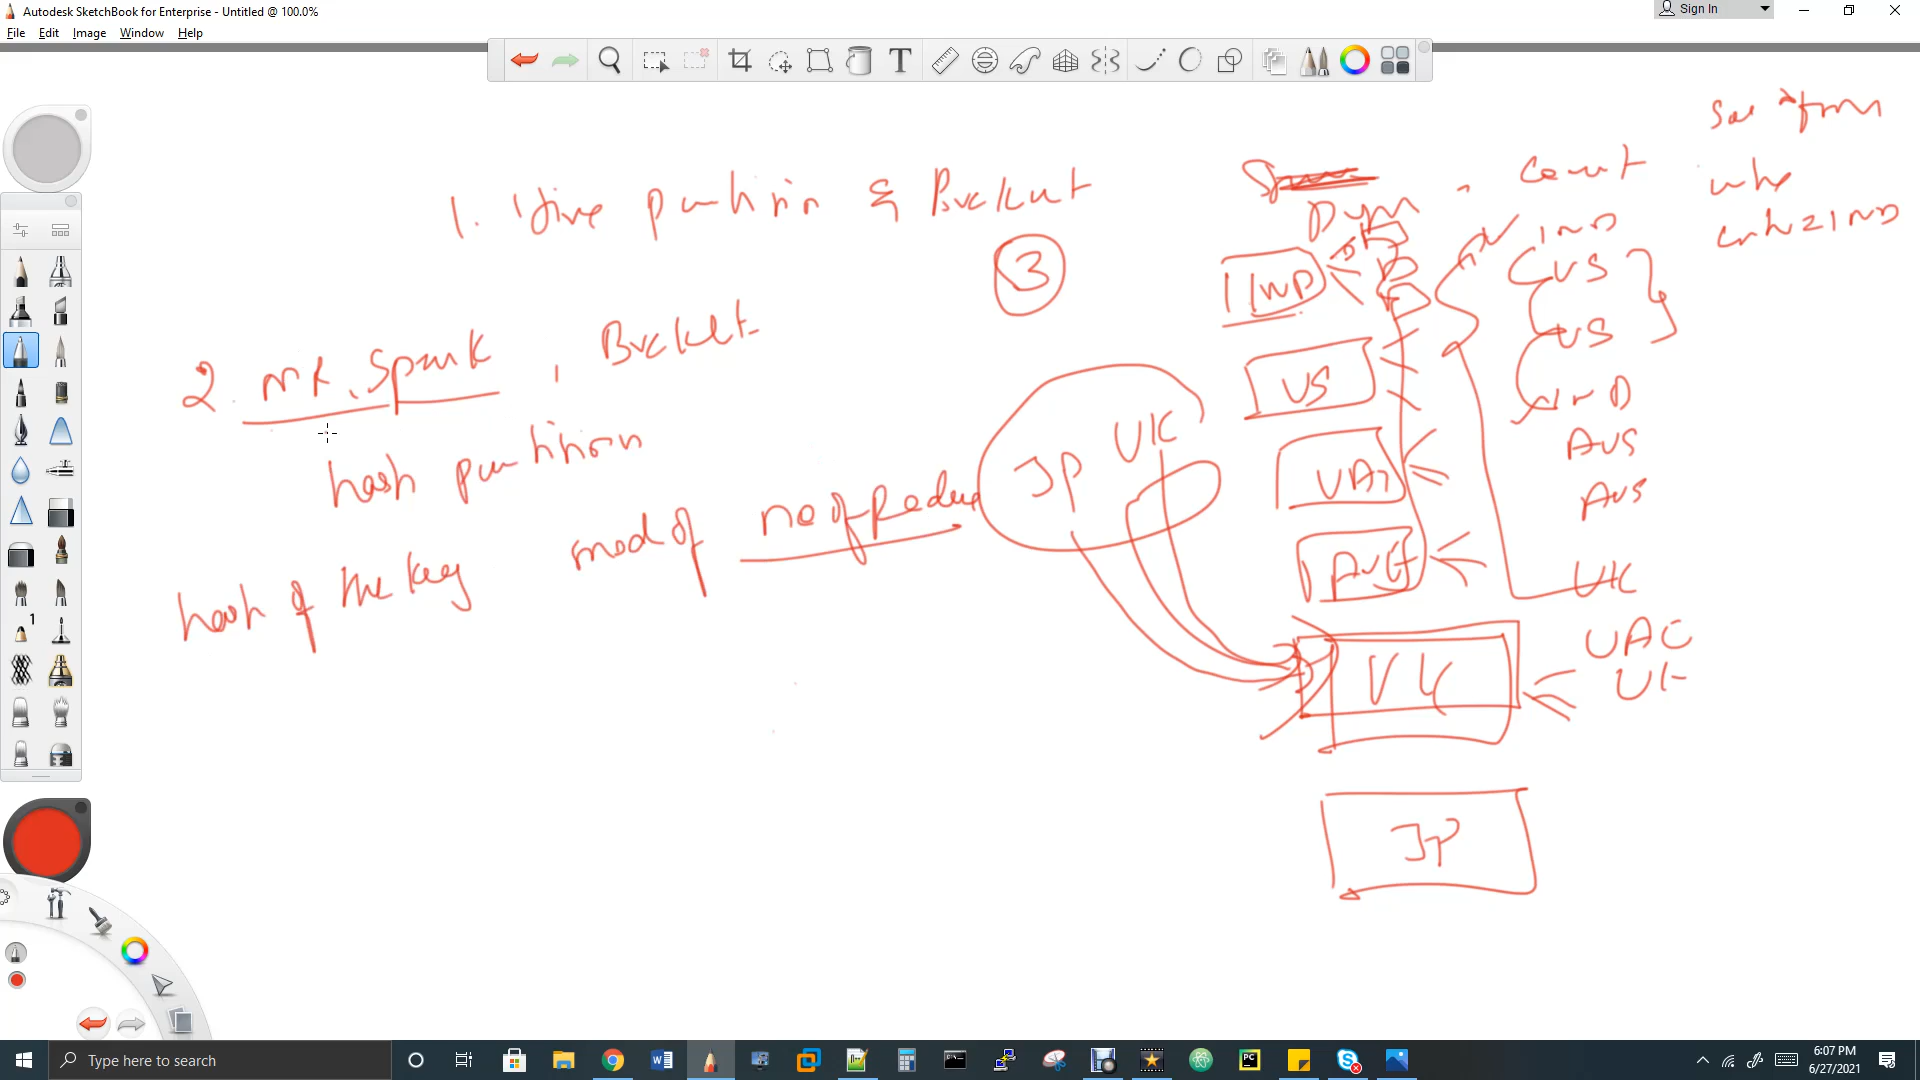 Autodesk SketchBook for Enterprise - Untitled @ 100.0%
Sign In
File Edit Image Window Help
1. Hive partition & Bucket
3
2. MR, Spark , Bucket
hash partition
hash of the key mod of no of Reduc
JP UK
Dym
count
IND
US
UAE
UK
JP
IND
US
US
IND
AUS
AUS
UK
UAE
UK
1
Type here to search
6:07 PM
6/27/2021